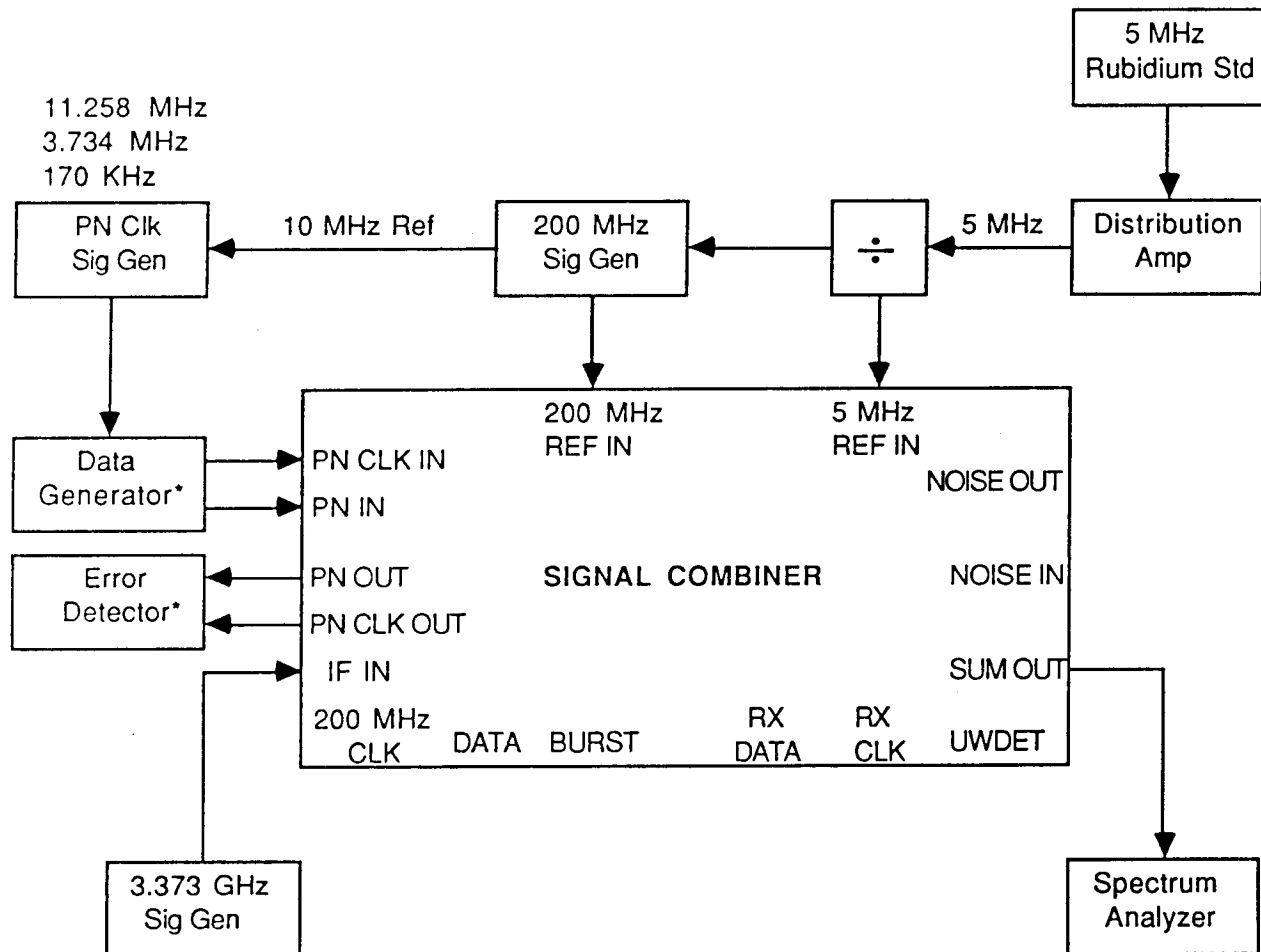 5 MHz
Rubidium Std
11.258 MHz
3.734 MHz
170 KHz
PN Clk
Sig Gen
10 MHz Ref
200 MHz
Sig Gen
÷
5 MHz
Distribution
Amp
200 MHz
REF IN
5 MHz
REF IN
Data
Generator*
PN CLK IN
PN IN
NOISE OUT
Error
Detector*
PN OUT
PN CLK OUT
SIGNAL COMBINER
NOISE IN
IF IN
SUM OUT
200 MHz
CLK
DATA
BURST
RX
DATA
RX
CLK
UWDET
3.373 GHz
Sig Gen
Spectrum
Analyzer